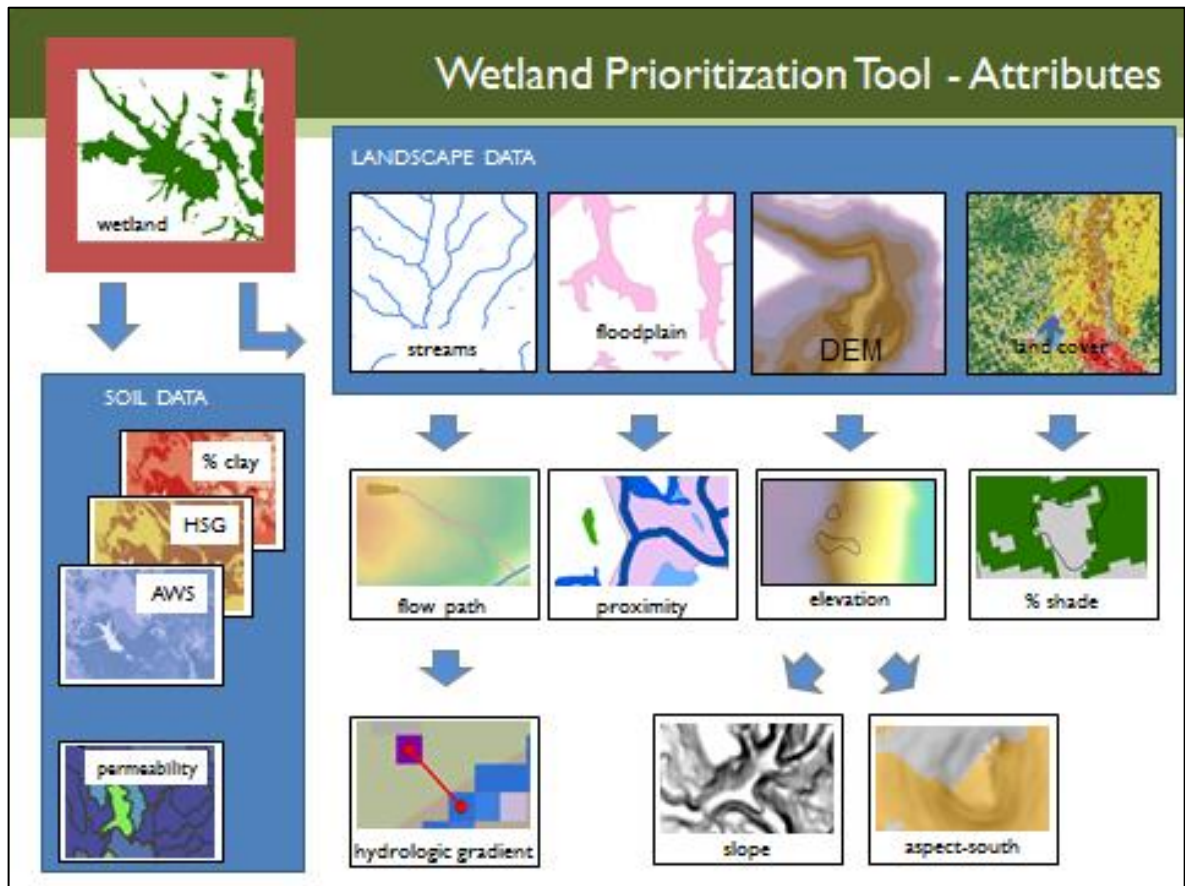 Wetland Prioritization Tool - Attributes
wetland
LANDSCAPE DATA
streams
floodplain
DEM
land cover
SOIL DATA
% clay
HSG
AWS
permeability
flow path
proximity
elevation
% shade
hydrologic gradient
slope
aspect-south